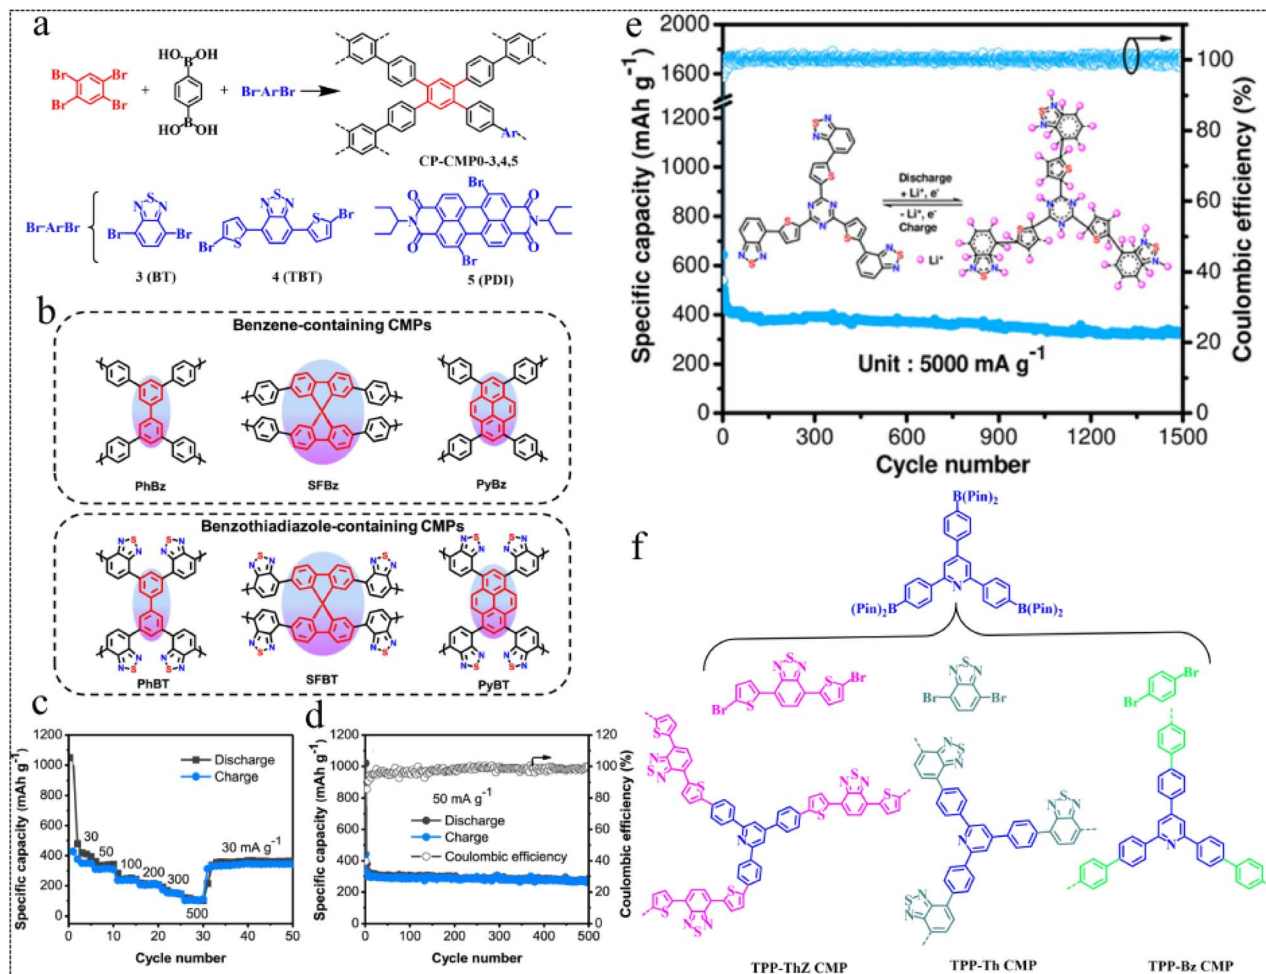 a
Br
Br
Br
Br
+
HO
OH
B
B
HO
OH
+
Br-Ar-Br
Ar
CP-CMP0-3,4,5
Br-Ar-Br
N
S
N
Br
Br
3 (BT)
N
S
N
S
S
Br
Br
4 (TBT)
Br
O
O
N
N
O
O
Br
5 (PDI)
b
Benzene-containing CMPs
PhBz
SFBz
PyBz
Benzothiadiazole-containing CMPs
N
S
N
N
S
N
N
S
N
N
S
N
PhBT
N
S
N
N
S
N
N
S
N
N
S
N
SFBT
N
S
N
N
S
N
N
S
N
N
S
N
PyBT
c
Specific capacity (mAh g-1)
1200
1000
800
600
400
200
0
Discharge
Charge
30
50
100
200
300
500
30 mA g-1
0
10
20
30
40
50
Cycle number
d
Specific capacity (mAh g-1)
1200
1000
800
600
400
200
0
50 mA g-1
Discharge
Charge
Coulombic efficiency
120
100
80
60
40
20
0
Coulombic efficiency (%)
0
100
200
300
400
500
Cycle number
e
Specific capacity (mAh g-1)
2000
1800
1600
1200
1000
800
600
400
200
0
Discharge
+ Li+, e-
- Li+, e-
Charge
Li+
Unit : 5000 mA g-1
100
80
60
40
20
0
Coulombic efficiency (%)
0
300
600
900
1200
1500
Cycle number
f
B(Pin)2
N
(Pin)2B
B(Pin)2
N
S
N
S
S
Br
Br
N
S
N
Br
Br
Br
Br
TPP-ThZ CMP
TPP-Th CMP
TPP-Bz CMP